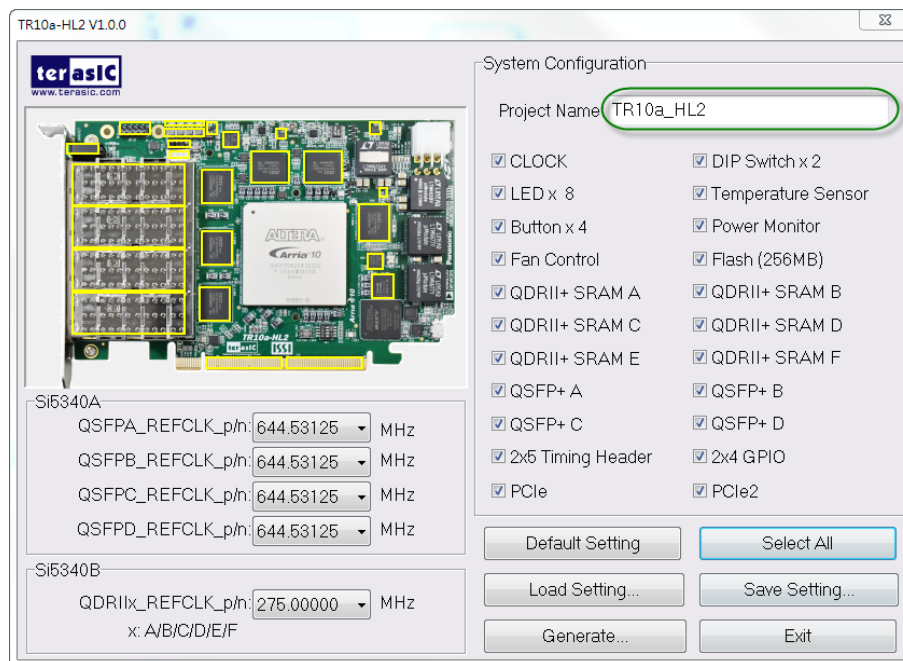 TR10a-HL2 V1.0.0
terasIC
www.terasic.com
ALTERA
Arria 10
TR10a-HL2
terasIC ISSI
Arria 10
Si5340A
QSFPA_REFCLK_p/n: 644.53125 MHz
QSFPB_REFCLK_p/n: 644.53125 MHz
QSFPC_REFCLK_p/n: 644.53125 MHz
QSFPD_REFCLK_p/n: 644.53125 MHz
Si5340B
QDRIIx_REFCLK_p/n: 275.00000 MHz
x: A/B/C/D/E/F
System Configuration
Project Name TR10a_HL2
CLOCK DIP Switch x 2
LED x 8 Temperature Sensor
Button x 4 Power Monitor
Fan Control Flash (256MB)
QDRII+ SRAM A QDRII+ SRAM B
QDRII+ SRAM C QDRII+ SRAM D
QDRII+ SRAM E QDRII+ SRAM F
QSFP+ A QSFP+ B
QSFP+ C QSFP+ D
2x5 Timing Header 2x4 GPIO
PCIe PCIe2
Default Setting Select All
Load Setting... Save Setting...
Generate... Exit